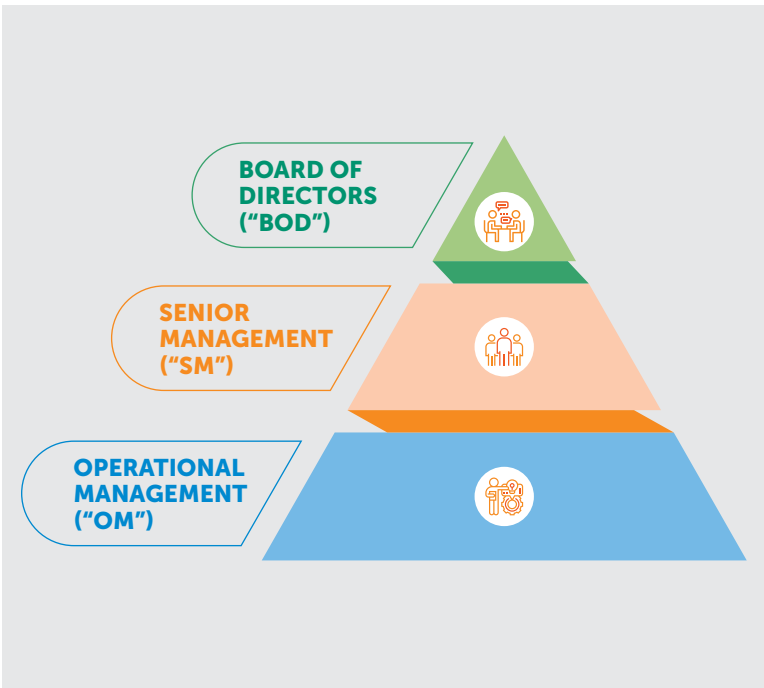 BOARD OF
DIRECTORS
(“BOD”)
SENIOR
MANAGEMENT
(“SM”)
OPERATIONAL
MANAGEMENT
(“OM”)